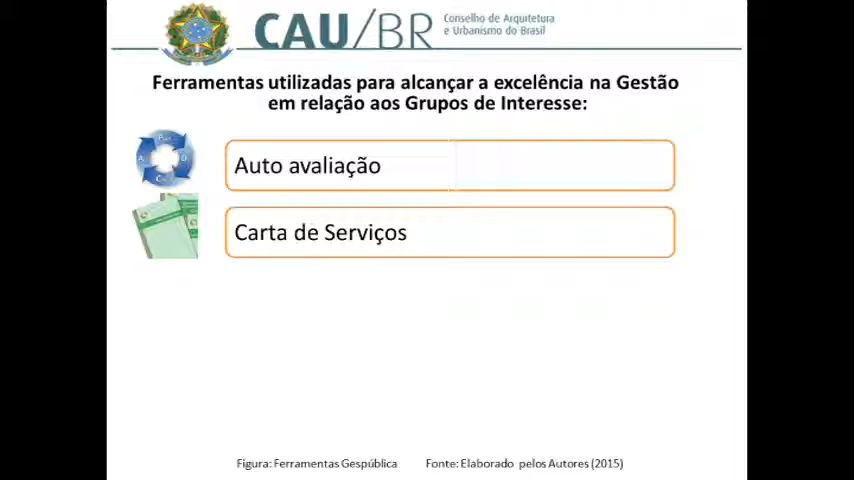 CAU/BR
Conselho de Arquitetura
e Urbanismo do Brasil
Ferramentas utilizadas para alcançar a excelência na Gestão
em relação aos Grupos de Interesse:
Auto avaliação
Carta de Serviços
Figura: Ferramentas Gespública Fonte: Elaborado pelos Autores (2015)